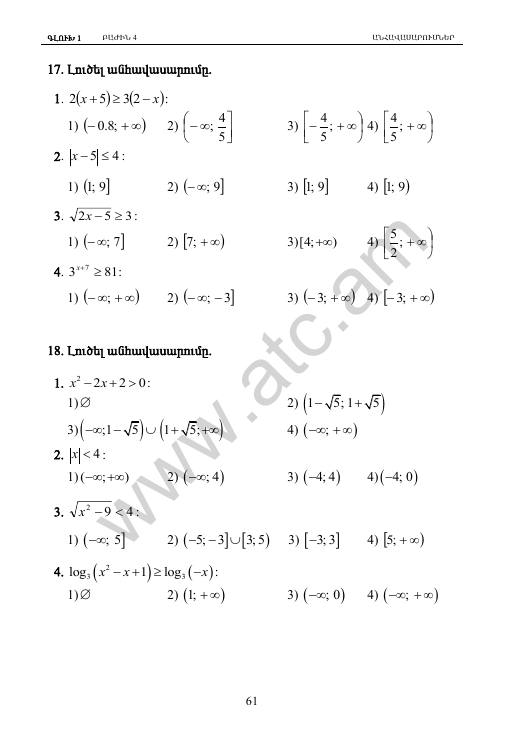 ԳԼՈՒԽ 1 ԲԱԺԻՆ 4 ԱՆՀԱՎԱՍԱՐՈՒՄՆԵՐ
17. Լուծել անհավասարումը.
1. 2(x + 5) ≥ 3(2 − x):
1) (− 0.8; + ∞) 2) (− ∞; 4/5] 3) [− 4/5; + ∞) 4) [4/5; + ∞)
2. |x − 5| ≤ 4 :
1) (1; 9] 2) (− ∞; 9] 3) [1; 9] 4) [1; 9)
3. √(2x − 5) ≥ 3 :
1) (− ∞; 7] 2) [7; + ∞) 3)[4;+∞) 4) [5/2; + ∞)
4. 3^(x+7) ≥ 81:
1) (− ∞; + ∞) 2) (− ∞; − 3] 3) (− 3; + ∞) 4) [− 3; + ∞)
18. Լուծել անհավասարումը.
1. x² − 2x + 2 > 0 :
1) ∅ 2) (1− √5; 1+ √5)
3) (−∞;1− √5) ∪ (1+ √5;+∞) 4) (−∞; + ∞)
2. |x| < 4 :
1) (−∞;+∞) 2) (−∞; 4) 3) (−4; 4) 4)(−4; 0)
3. √(x² − 9) < 4 :
1) (−∞; 5] 2) (−5; −3]∪[3; 5) 3) [−3; 3] 4) [5; + ∞)
4. log₃(x² − x + 1) ≥ log₃(−x) :
1) ∅ 2) (1; + ∞) 3) (−∞; 0) 4) (−∞; + ∞)
www.atc.am
61